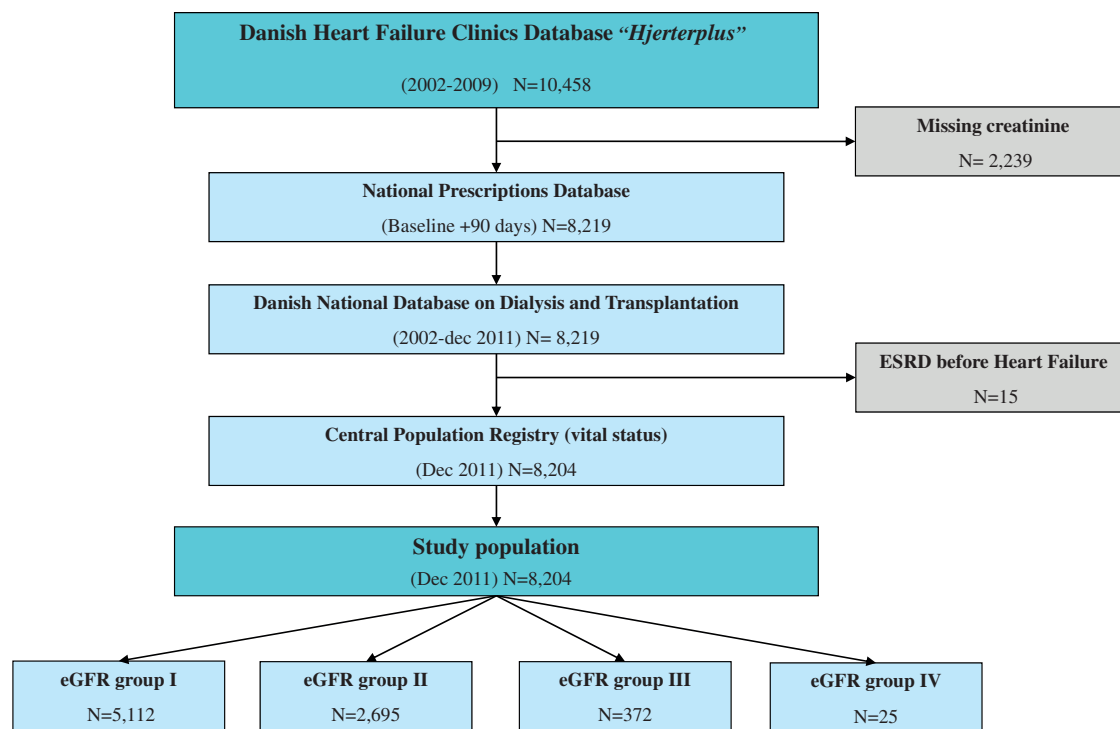 Danish Heart Failure Clinics Database “Hjerterplus”
(2002-2009) N=10,458
Missing creatinine
N= 2,239
National Prescriptions Database
(Baseline +90 days) N=8,219
Danish National Database on Dialysis and Transplantation
(2002-dec 2011) N= 8,219
ESRD before Heart Failure
N=15
Central Population Registry (vital status)
(Dec 2011) N=8,204
Study population
(Dec 2011) N=8,204
eGFR group I
N=5,112
eGFR group II
N=2,695
eGFR group III
N=372
eGFR group IV
N=25